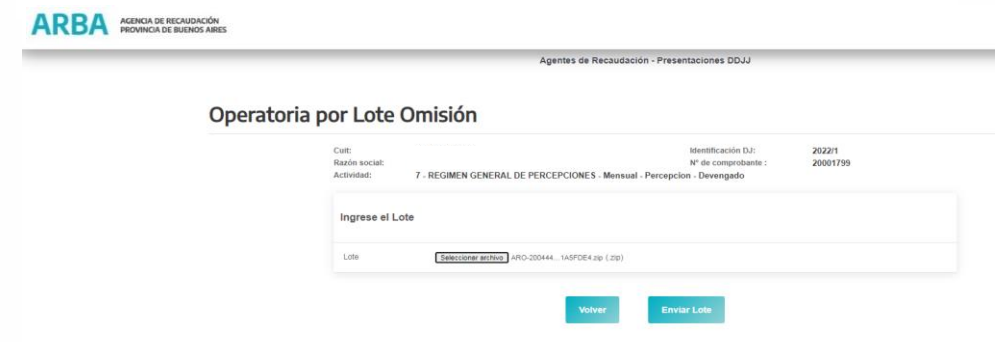 ARBA AGENCIA DE RECAUDACIÓN
PROVINCIA DE BUENOS AIRES
Agentes de Recaudación - Presentaciones DDJJ
Operatoria por Lote Omisión
Cuit: Identificación DJ: 2022/1
Razón social: N° de comprobante : 20001799
Actividad: 7 - REGIMEN GENERAL DE PERCEPCIONES - Mensual - Percepcion - Devengado
Ingrese el Lote
Lote Seleccionar archivo ARO-200444... 1A5FDE4.zip (.zip)
Volver Enviar Lote